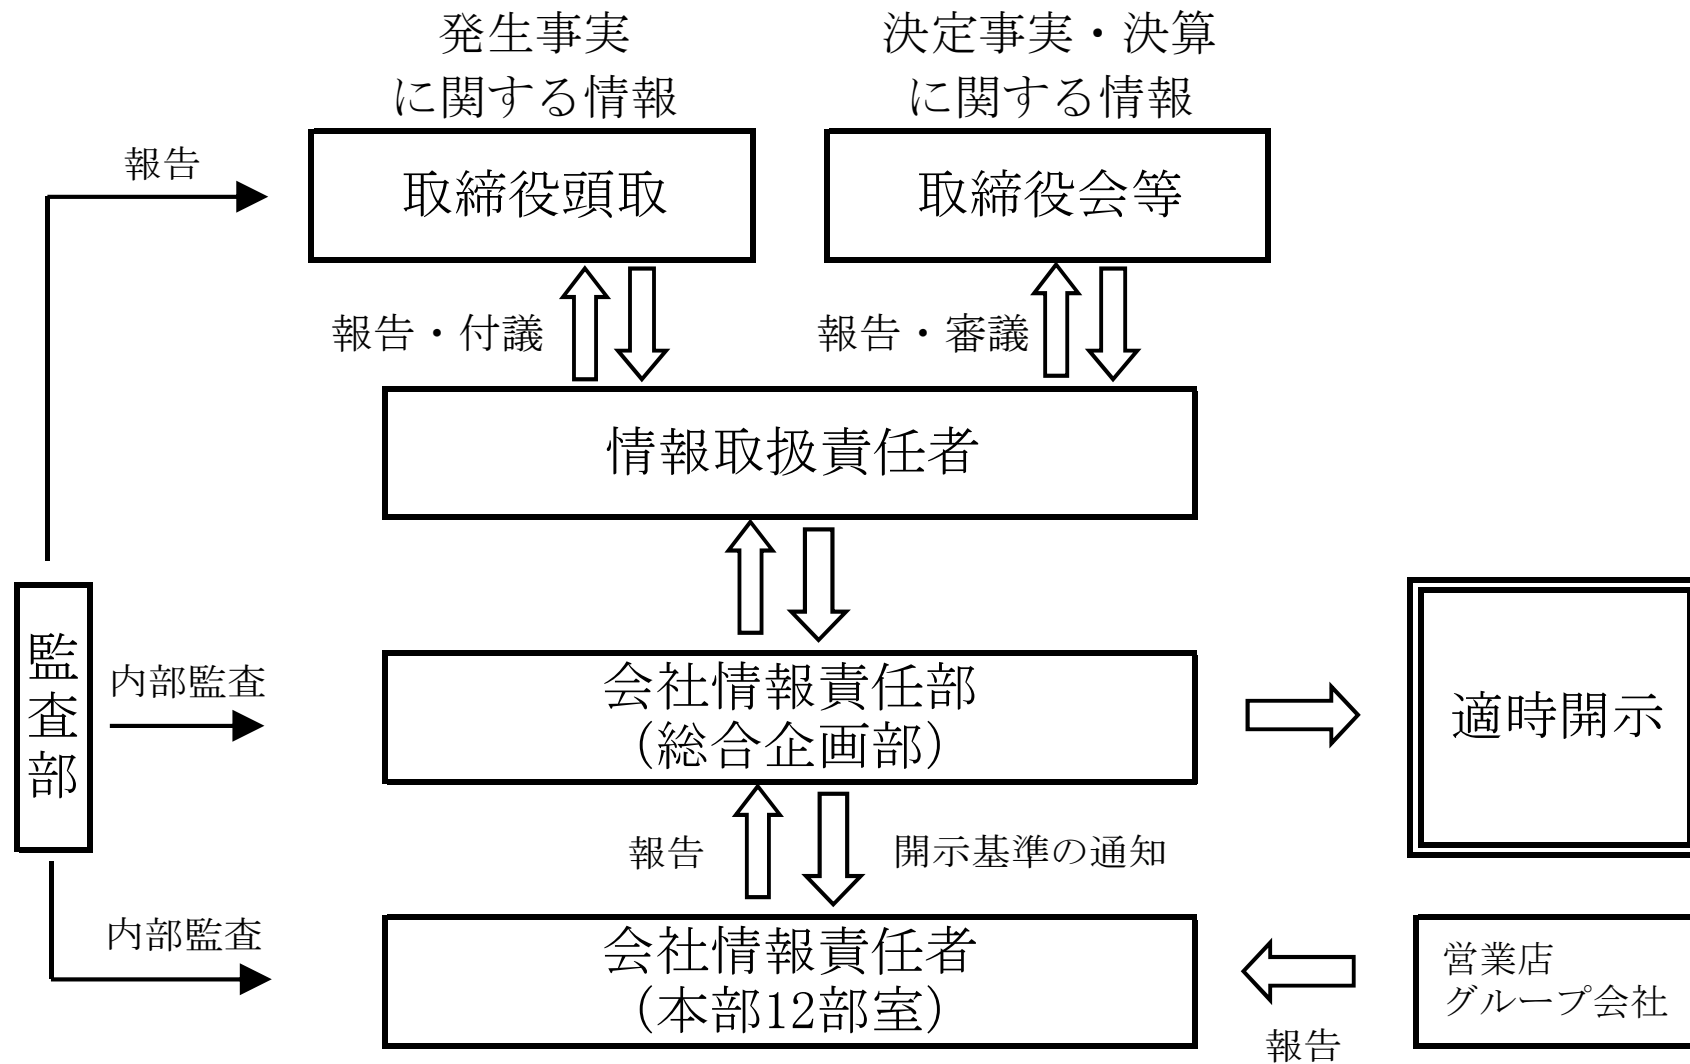 発生事実
に関する情報
決定事実・決算
に関する情報
報告
取締役頭取
取締役会等
報告・付議
報告・審議
情報取扱責任者
監査部
内部監査
会社情報責任部
(総合企画部)
適時開示
報告
開示基準の通知
内部監査
会社情報責任者
(本部12部室)
営業店
グループ会社
報告